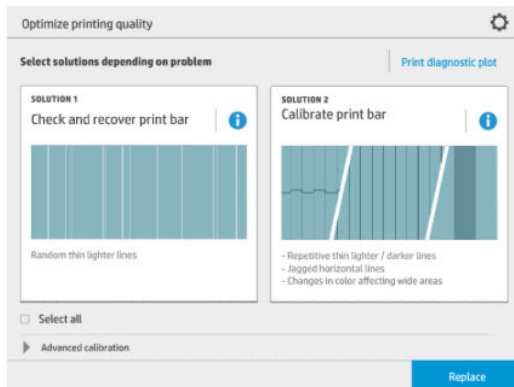 Optimize printing quality
Select solutions depending on problem
Print diagnostic plot
SOLUTION 1
Check and recover print bar
Random thin lighter lines
SOLUTION 2
Calibrate print bar
- Repetitive thin lighter / darker lines
- Jagged horizontal lines
- Changes in color affecting wide areas
Select all
Advanced calibration
Replace